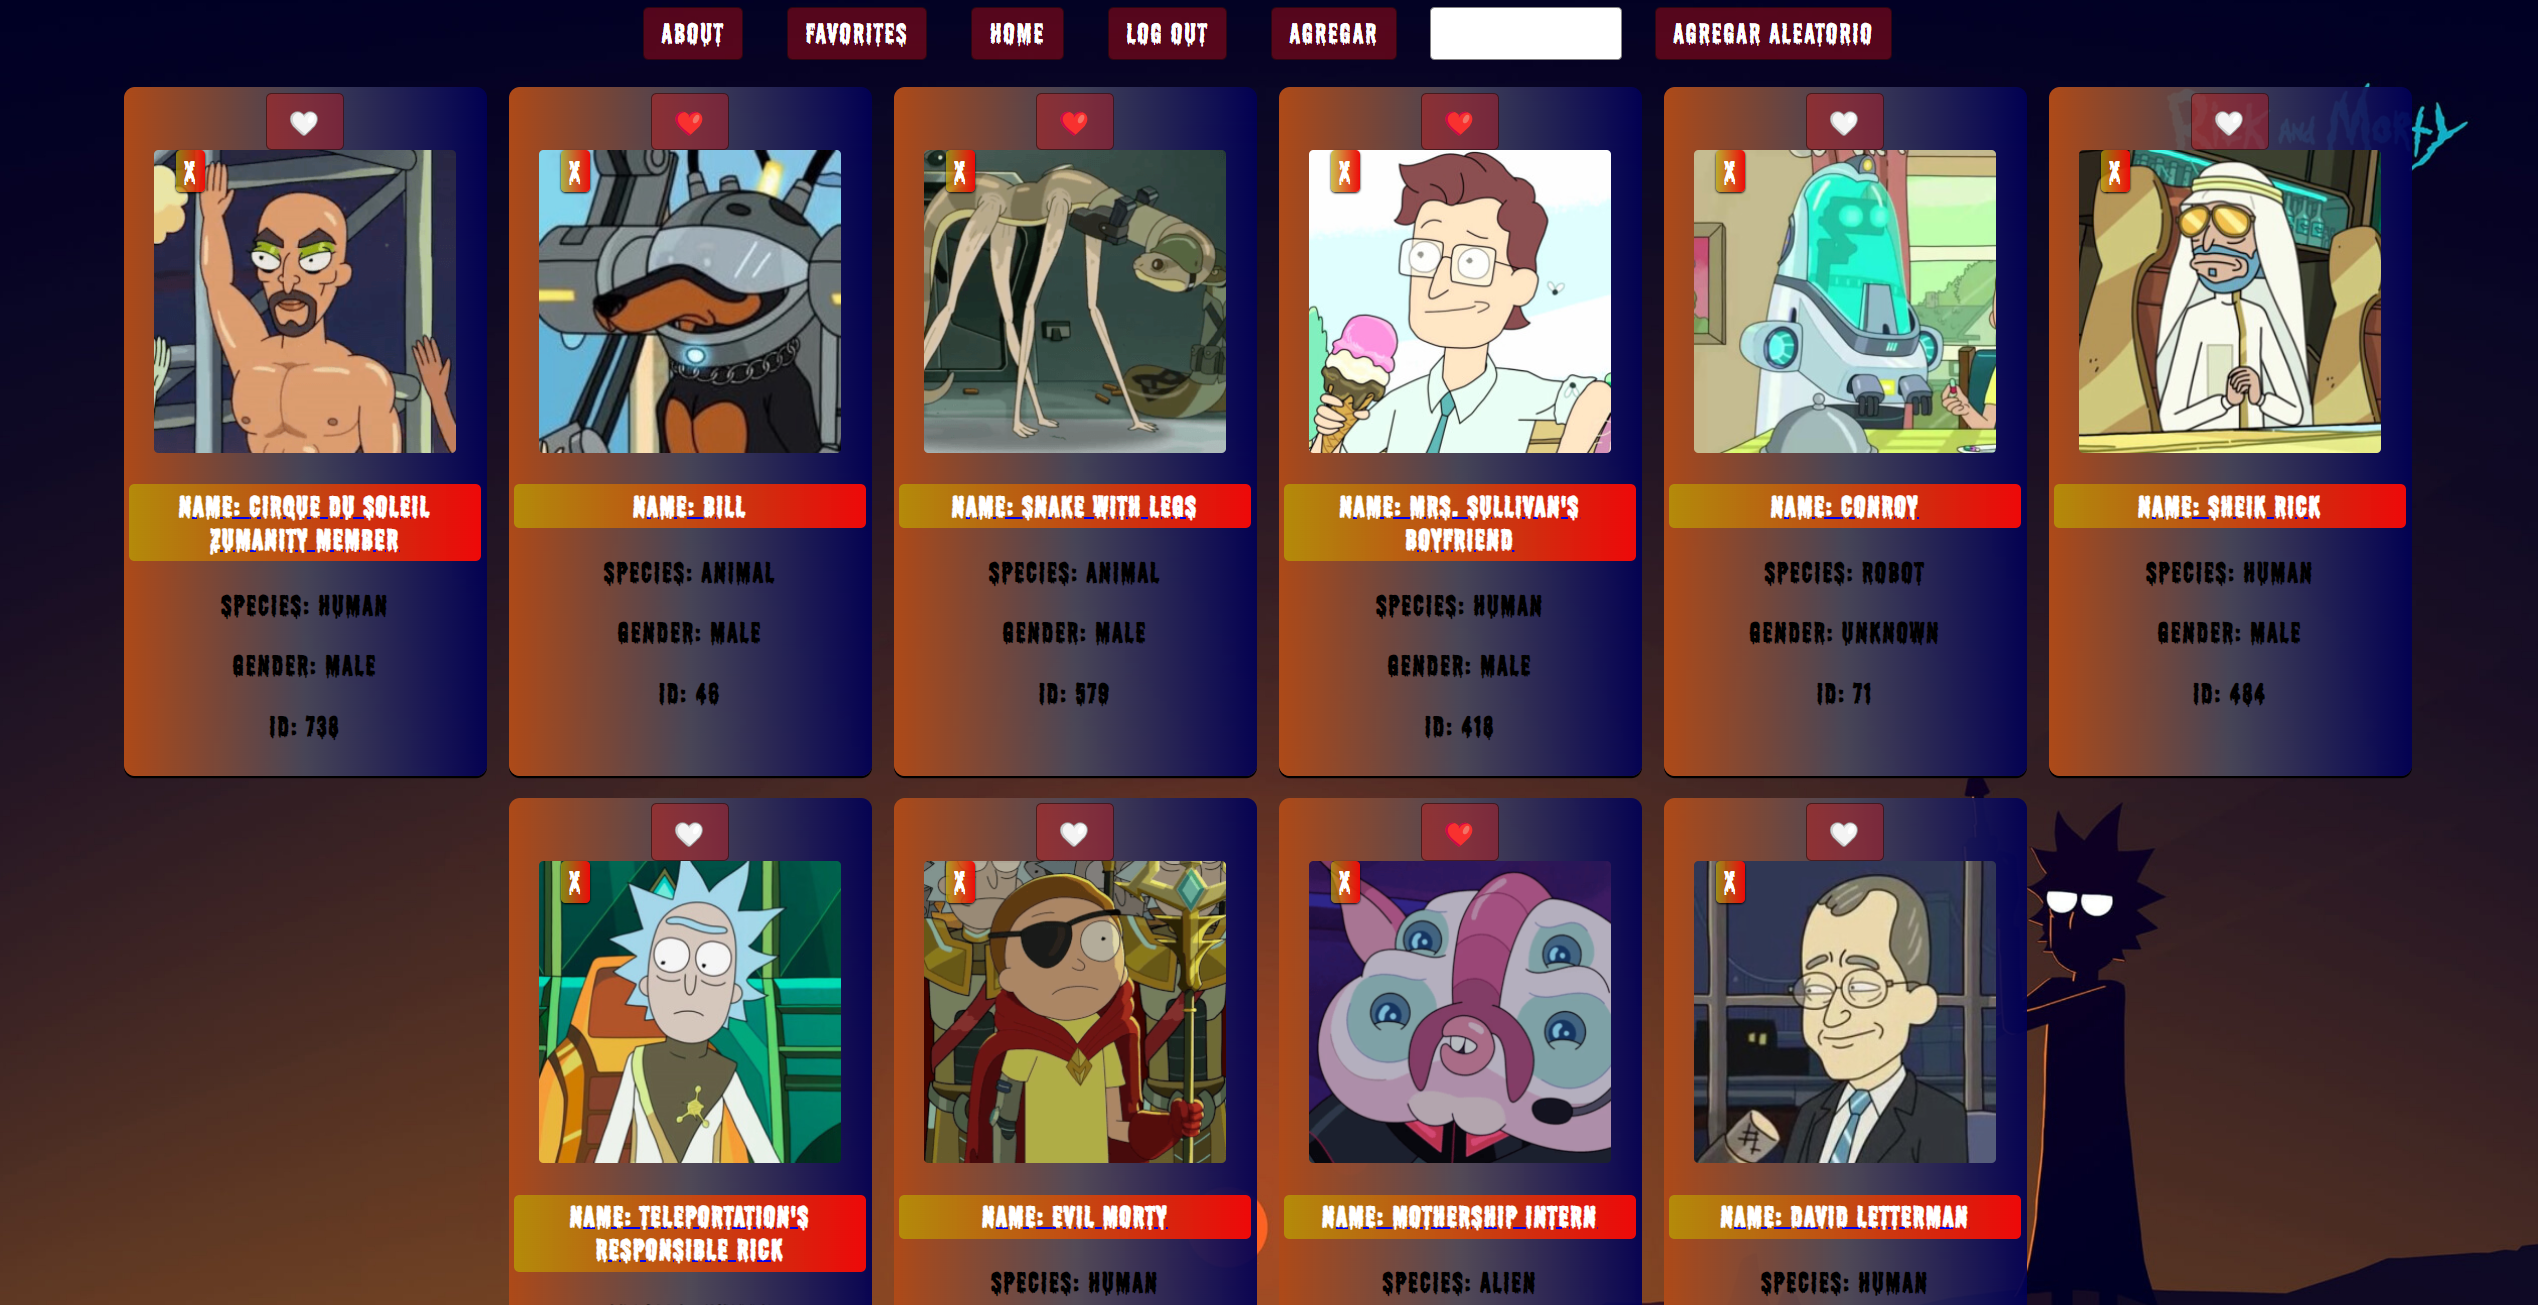 ABOUT
FAVORITES
HOME
LOG OUT
AGREGAR
AGREGAR ALEATORIO
RICK AND MORTY
X
NAME: CIRQUE DU SOLEIL
ZUMANITY MEMBER
SPECIES: HUMAN
GENDER: MALE
ID: 738
X
NAME: BILL
SPECIES: ANIMAL
GENDER: MALE
ID: 46
X
NAME: SNAKE WITH LEGS
SPECIES: ANIMAL
GENDER: MALE
ID: 579
X
NAME: MRS. SULLIVAN'S
BOYFRIEND
SPECIES: HUMAN
GENDER: MALE
ID: 418
X
NAME: CONROY
SPECIES: ROBOT
GENDER: UNKNOWN
ID: 71
X
NAME: SHEIK RICK
SPECIES: HUMAN
GENDER: MALE
ID: 484
X
NAME: TELEPORTATION'S
RESPONSIBLE RICK
X
NAME: EVIL MORTY
SPECIES: HUMAN
X
NAME: MOTHERSHIP INTERN
SPECIES: ALIEN
X
NAME: DAVID LETTERMAN
SPECIES: HUMAN